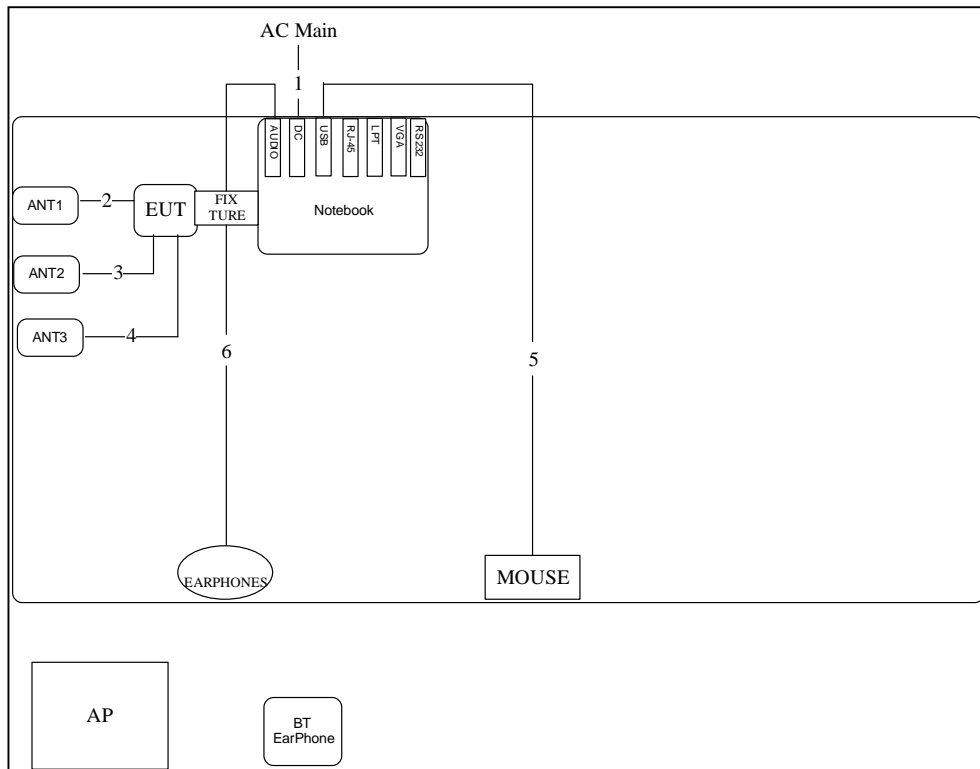 AC Main
1
AUDIO
DC
USB
RJ-45
LPT
VGA
RS232
ANT1
2
EUT
FIX
TURE
Notebook
ANT2
3
ANT3
4
6
5
EARPHONES
MOUSE
AP
BT
EarPhone